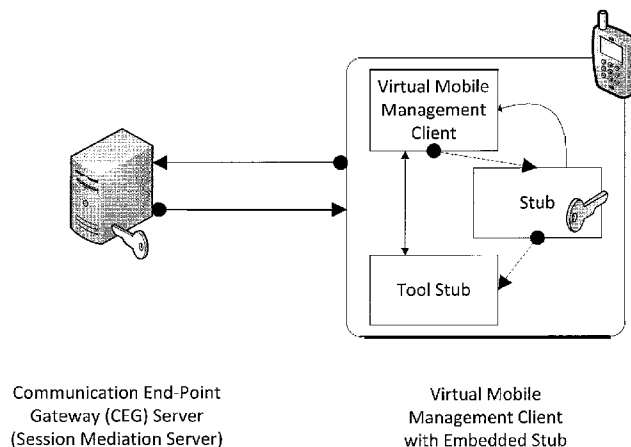 Virtual Mobile
Management
Client
Stub
Tool Stub
Communication End-Point
Gateway (CEG) Server
(Session Mediation Server)
Virtual Mobile
Management Client
with Embedded Stub